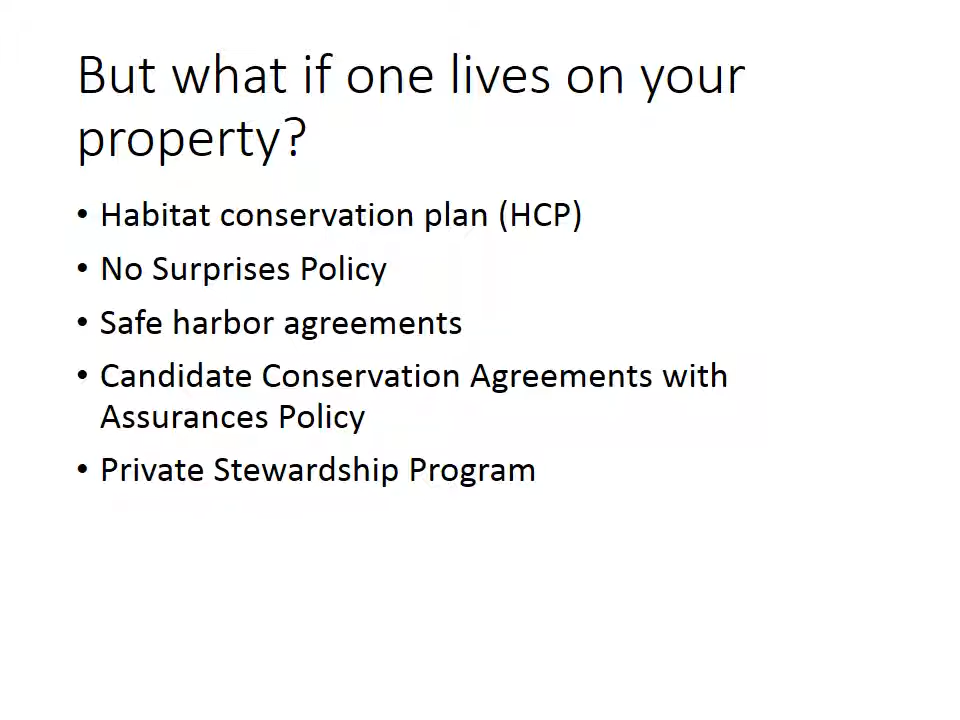 But what if one lives on your
property?
• Habitat conservation plan (HCP)
• No Surprises Policy
• Safe harbor agreements
• Candidate Conservation Agreements with
Assurances Policy
• Private Stewardship Program